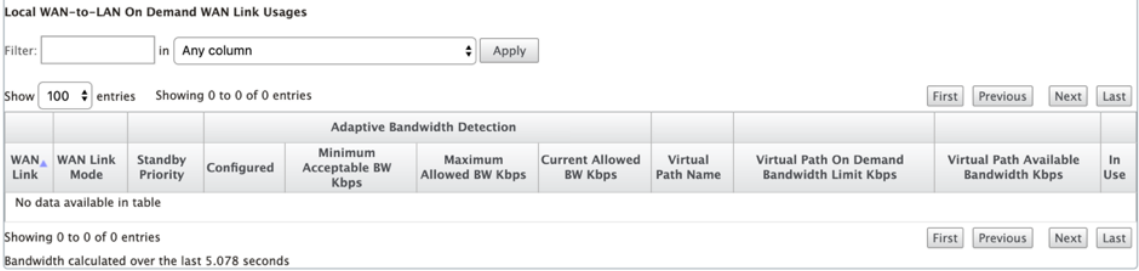 Local WAN-to-LAN On Demand WAN Link Usages
Filter: in Any column Apply
Show 100 entries Showing 0 to 0 of 0 entries First Previous Next Last
Adaptive Bandwidth Detection
WAN Link WAN Link Mode Standby Priority Configured Minimum Acceptable BW Kbps Maximum Allowed BW Kbps Current Allowed BW Kbps Virtual Path Name Virtual Path On Demand Bandwidth Limit Kbps Virtual Path Available Bandwidth Kbps In Use
No data available in table
Showing 0 to 0 of 0 entries First Previous Next Last
Bandwidth calculated over the last 5.078 seconds